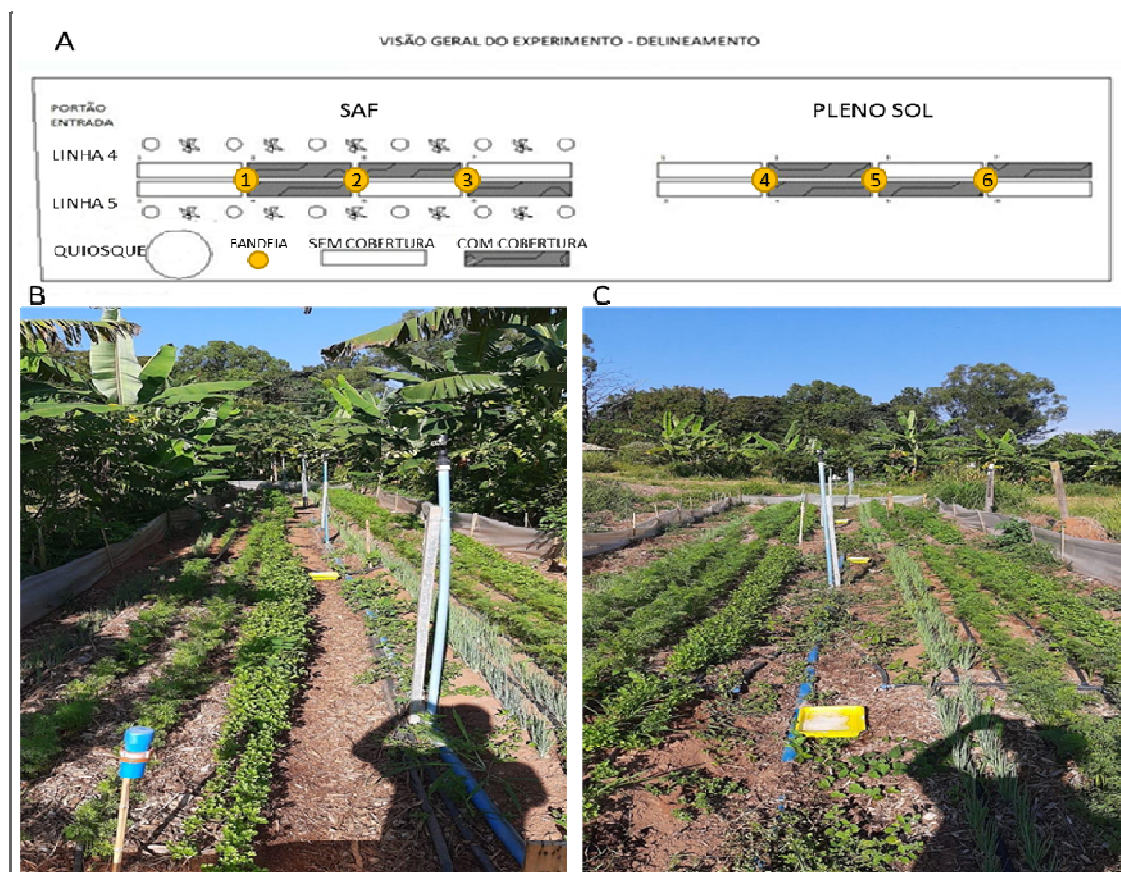 A
VISÃO GERAL DO EXPERIMENTO - DELINEAMENTO
PORTÃO
ENTRADA
SAF
PLENO SOL
LINHA 4
1 2 3
4 5 6
LINHA 5
QUIOSQUE
BANDEJA
SEM COBERTURA
COM COBERTURA
B
C